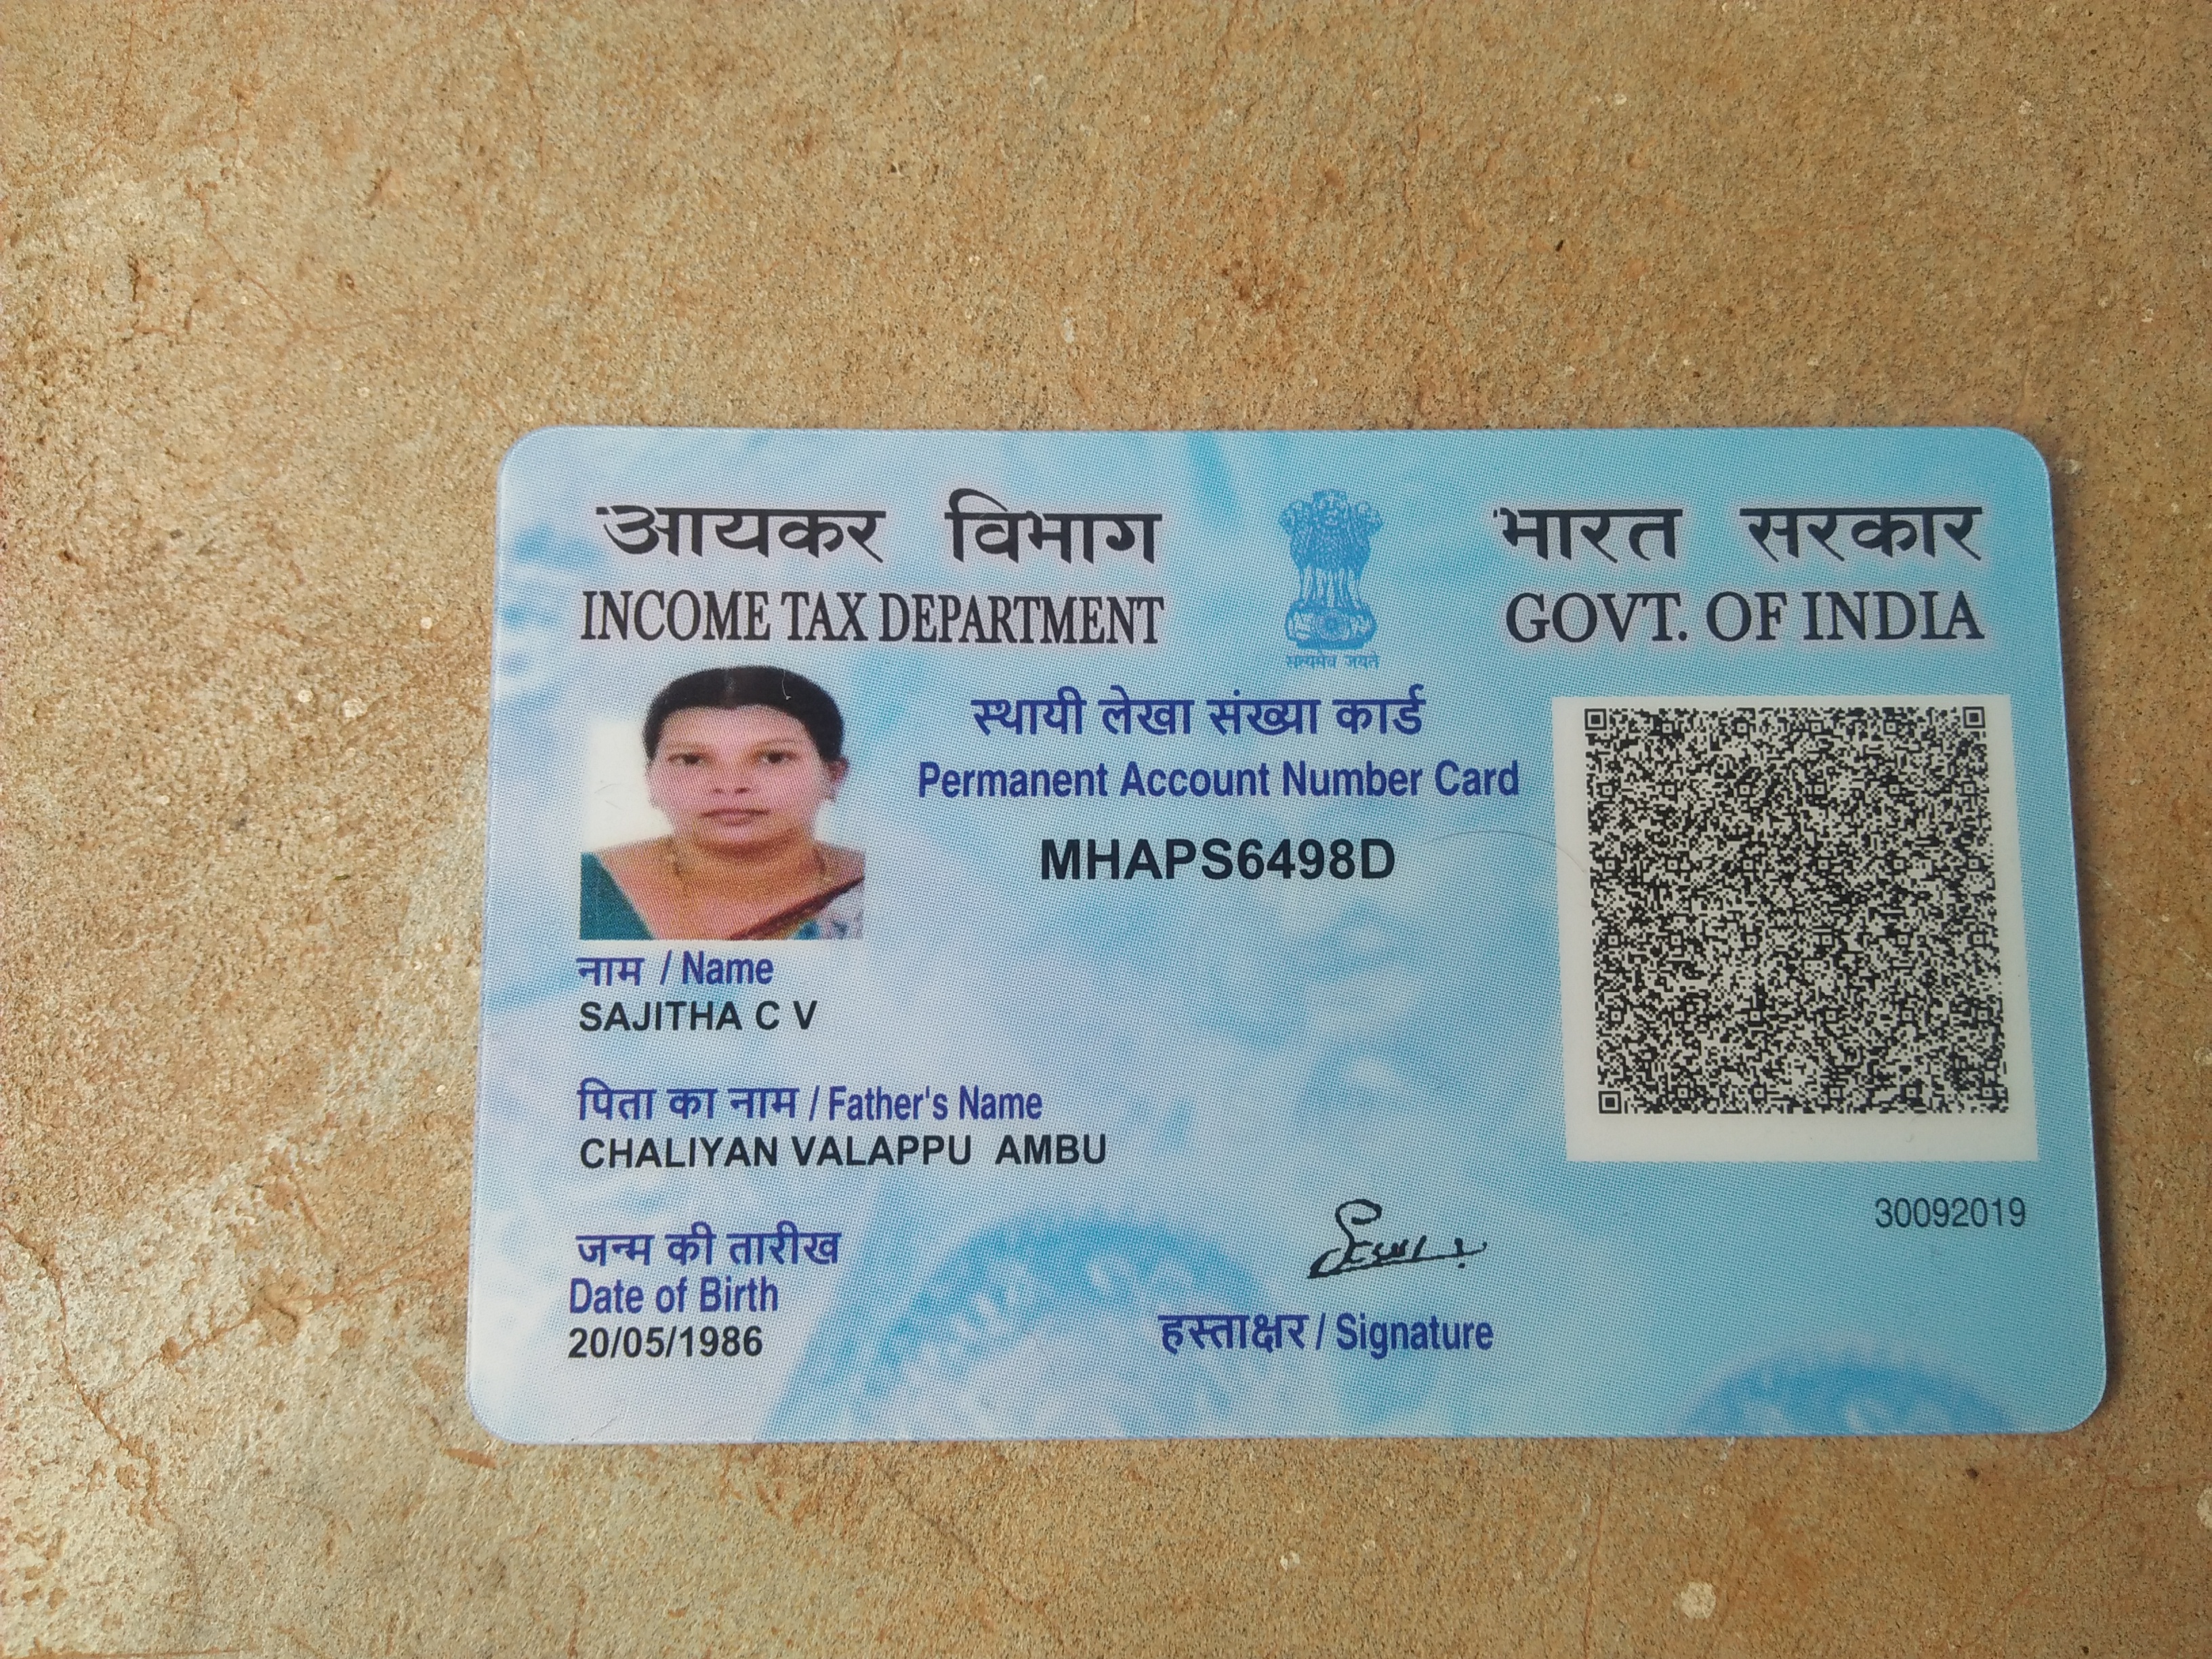 आयकर विभाग
INCOME TAX DEPARTMENT
सत्यमेव जयते
भारत सरकार
GOVT. OF INDIA
स्थायी लेखा संख्या कार्ड
Permanent Account Number Card
MHAPS6498D
नाम / Name
SAJITHA C V
पिता का नाम / Father's Name
CHALIYAN VALAPPU AMBU
जन्म की तारीख
Date of Birth
20/05/1986
हस्ताक्षर / Signature
30092019